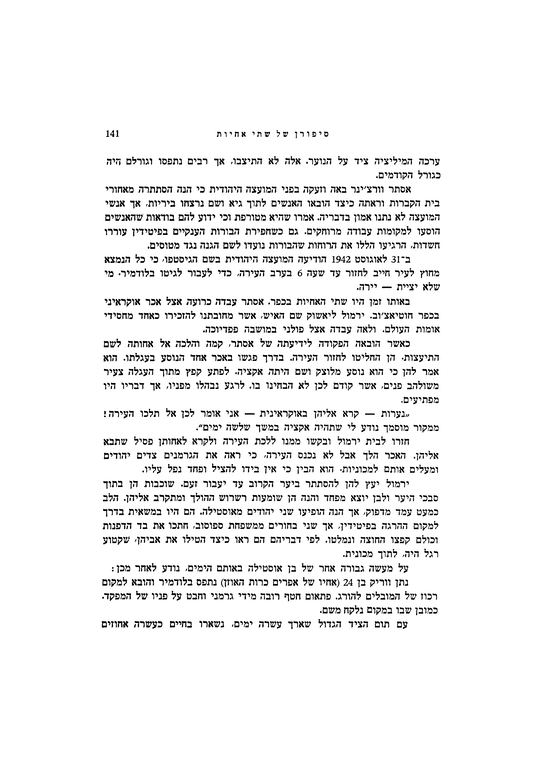 סיפורן של שתי אחיות 141
ערכה המיליציה ציד על הנוער. אלה לא התיצבו, אך רבים נתפסו וגורלם היה
כגורל הקודמים.
אסתר וורצ׳ינר באה וזעקה בפני המועצה היהודית כי הנה הסתתרה מאחורי
בית הקברות וראתה כיצד הובאו האנשים לתוך גיא ושם נרצחו ביריות, אך אנשי
המועצה לא נתנו אמון בדבריה. אמרו שהיא מטורפת וכי ידוע להם בודאות שהאנשים
הוסעו למקומות עבודה מרוחקים. גם כשחפירת הבורות הענקיים בפיטידין עוררו
חשדות, הרגיעו הללו את הרוחות שהבורות נועדו לשם הגנה נגד מטוסים.
ב־31 לאוגוסט 1942 הודיעה המועצה היהודית בשם הגיסטפו, כי כל הנמצא
מחוץ לעיר חייב לחזור עד שעה 6 בערב העירה, כדי לעבור לגיטו בלודמיר. מי
שלא יציית — יירה.
באותו זמן היו שתי האחיות בכפר. אסתר עבדה כרועה אצל אכר אוקראיני
בכפר חוטיאצ׳וב. ירמול ליאשוק שם האיש, אשר מחובתנו להזכירו כאחד מחסידי
אומות העולם. ולאה עבדה אצל פולני במושבה פפדיוכה.
כאשר הובאה הפקודה לידיעתה של אסתר, קמה והלכה אל אחותה לשם
התיעצות, הן החליטו לחזור העירה. בדרך פגשו באכר אחד הנוסע בעגלתו. הוא
אמר להן כי הוא נוסע מלוצק ושם היתה אקציה. לפתע קפץ מתוך העגלה צעיר
משולהב פנים, אשר קודם לכן לא הבחינו בו. לרגע נבהלו מפניו, אך דבריו היו
מפתיעים.
„נערות — קרא אליהן באוקראינית — אני אומר לכן אל תלכו העירה!
ממקור מוסמך נודע לי שתהיה אקציה במשך שלשה ימים”.
חזרו לבית ירמול ובקשו ממנו ללכת העירה ולקרא לאחותן פסיל שתבא
אליהן. האכר הלך אבל לא נכנס העירה, כי ראה את הגרמנים צדים יהודים
ומעלים אותם למכוניות. הוא הבין כי אין בידו להציל ופחד נפל עליו.
ירמול יעץ להן להסתתר ביער הקרוב עד יעבור זעם. שוכבות הן בתוך
סבכי היער ולבן יוצא מפחד והנה הן שומעות רשרוש ההולך ומתקרב אליהן. הלב
כמעט עמד מדפוק, אך הנה הופיעו שני יהודים מאוסטילה. הם היו במשאית בדרך
למקום ההרגה בפיטידין, אך שני בחורים ממשפחת ספוסוב, חתכו את בד הדפנות
וכולם קפצו החוצה ונמלטו. לפי דבריהם הם ראו כיצד הטילו את אביהן, שקטוע
רגל היה, לתוך מכונית.
על מעשה גבורה אחר של בן אוסטילה באותם הימים, נודע לאחר מכן:
נתן ווריק בן 24 (אחיו של אפרים כרות האוזן) נתפס בלודמיר והובא למקום
רכוז של המובלים להורג. פתאום חטף רובה מידי גרמני וחבט על פניו של המפקד.
כמובן שבו במקום נלקח משם.
עם תום הציד הגדול שארך עשרה ימים, נשארו בחיים כעשרה אחוזים